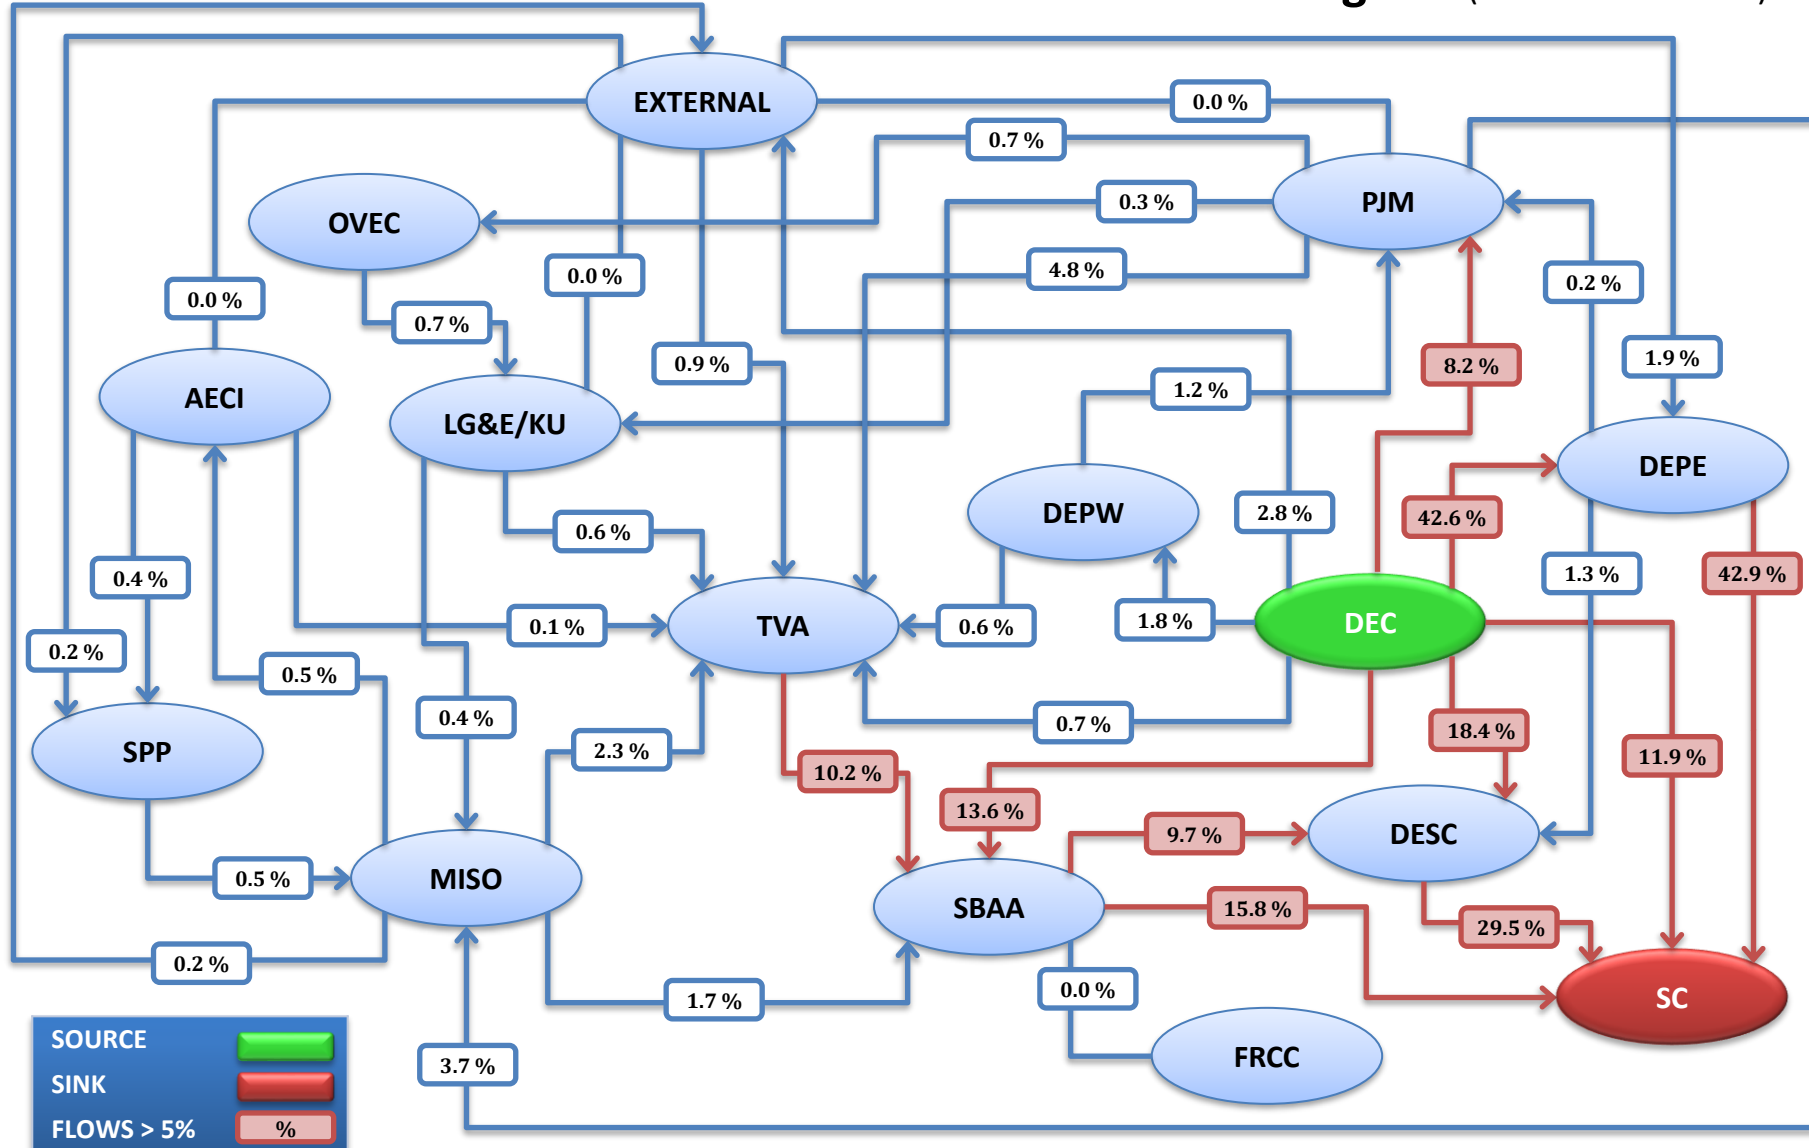 EXTERNAL
0.0 %
0.7 %
PJM
0.3 %
OVEC
4.8 %
0.0 %
0.2 %
0.0 %
0.7 %
0.9 %
1.9 %
8.2 %
1.2 %
AECI
LG&E/KU
DEPE
DEPW
2.8 %
42.6 %
0.6 %
0.4 %
1.3 %
42.9 %
0.1 %
TVA
0.6 %
1.8 %
DEC
0.2 %
0.5 %
0.4 %
0.7 %
18.4 %
SPP
2.3 %
11.9 %
10.2 %
13.6 %
9.7 %
DESC
0.5 %
MISO
SBAA
15.8 %
29.5 %
0.2 %
1.7 %
0.0 %
SC
SOURCE
FRCC
3.7 %
SINK
FLOWS > 5%
%